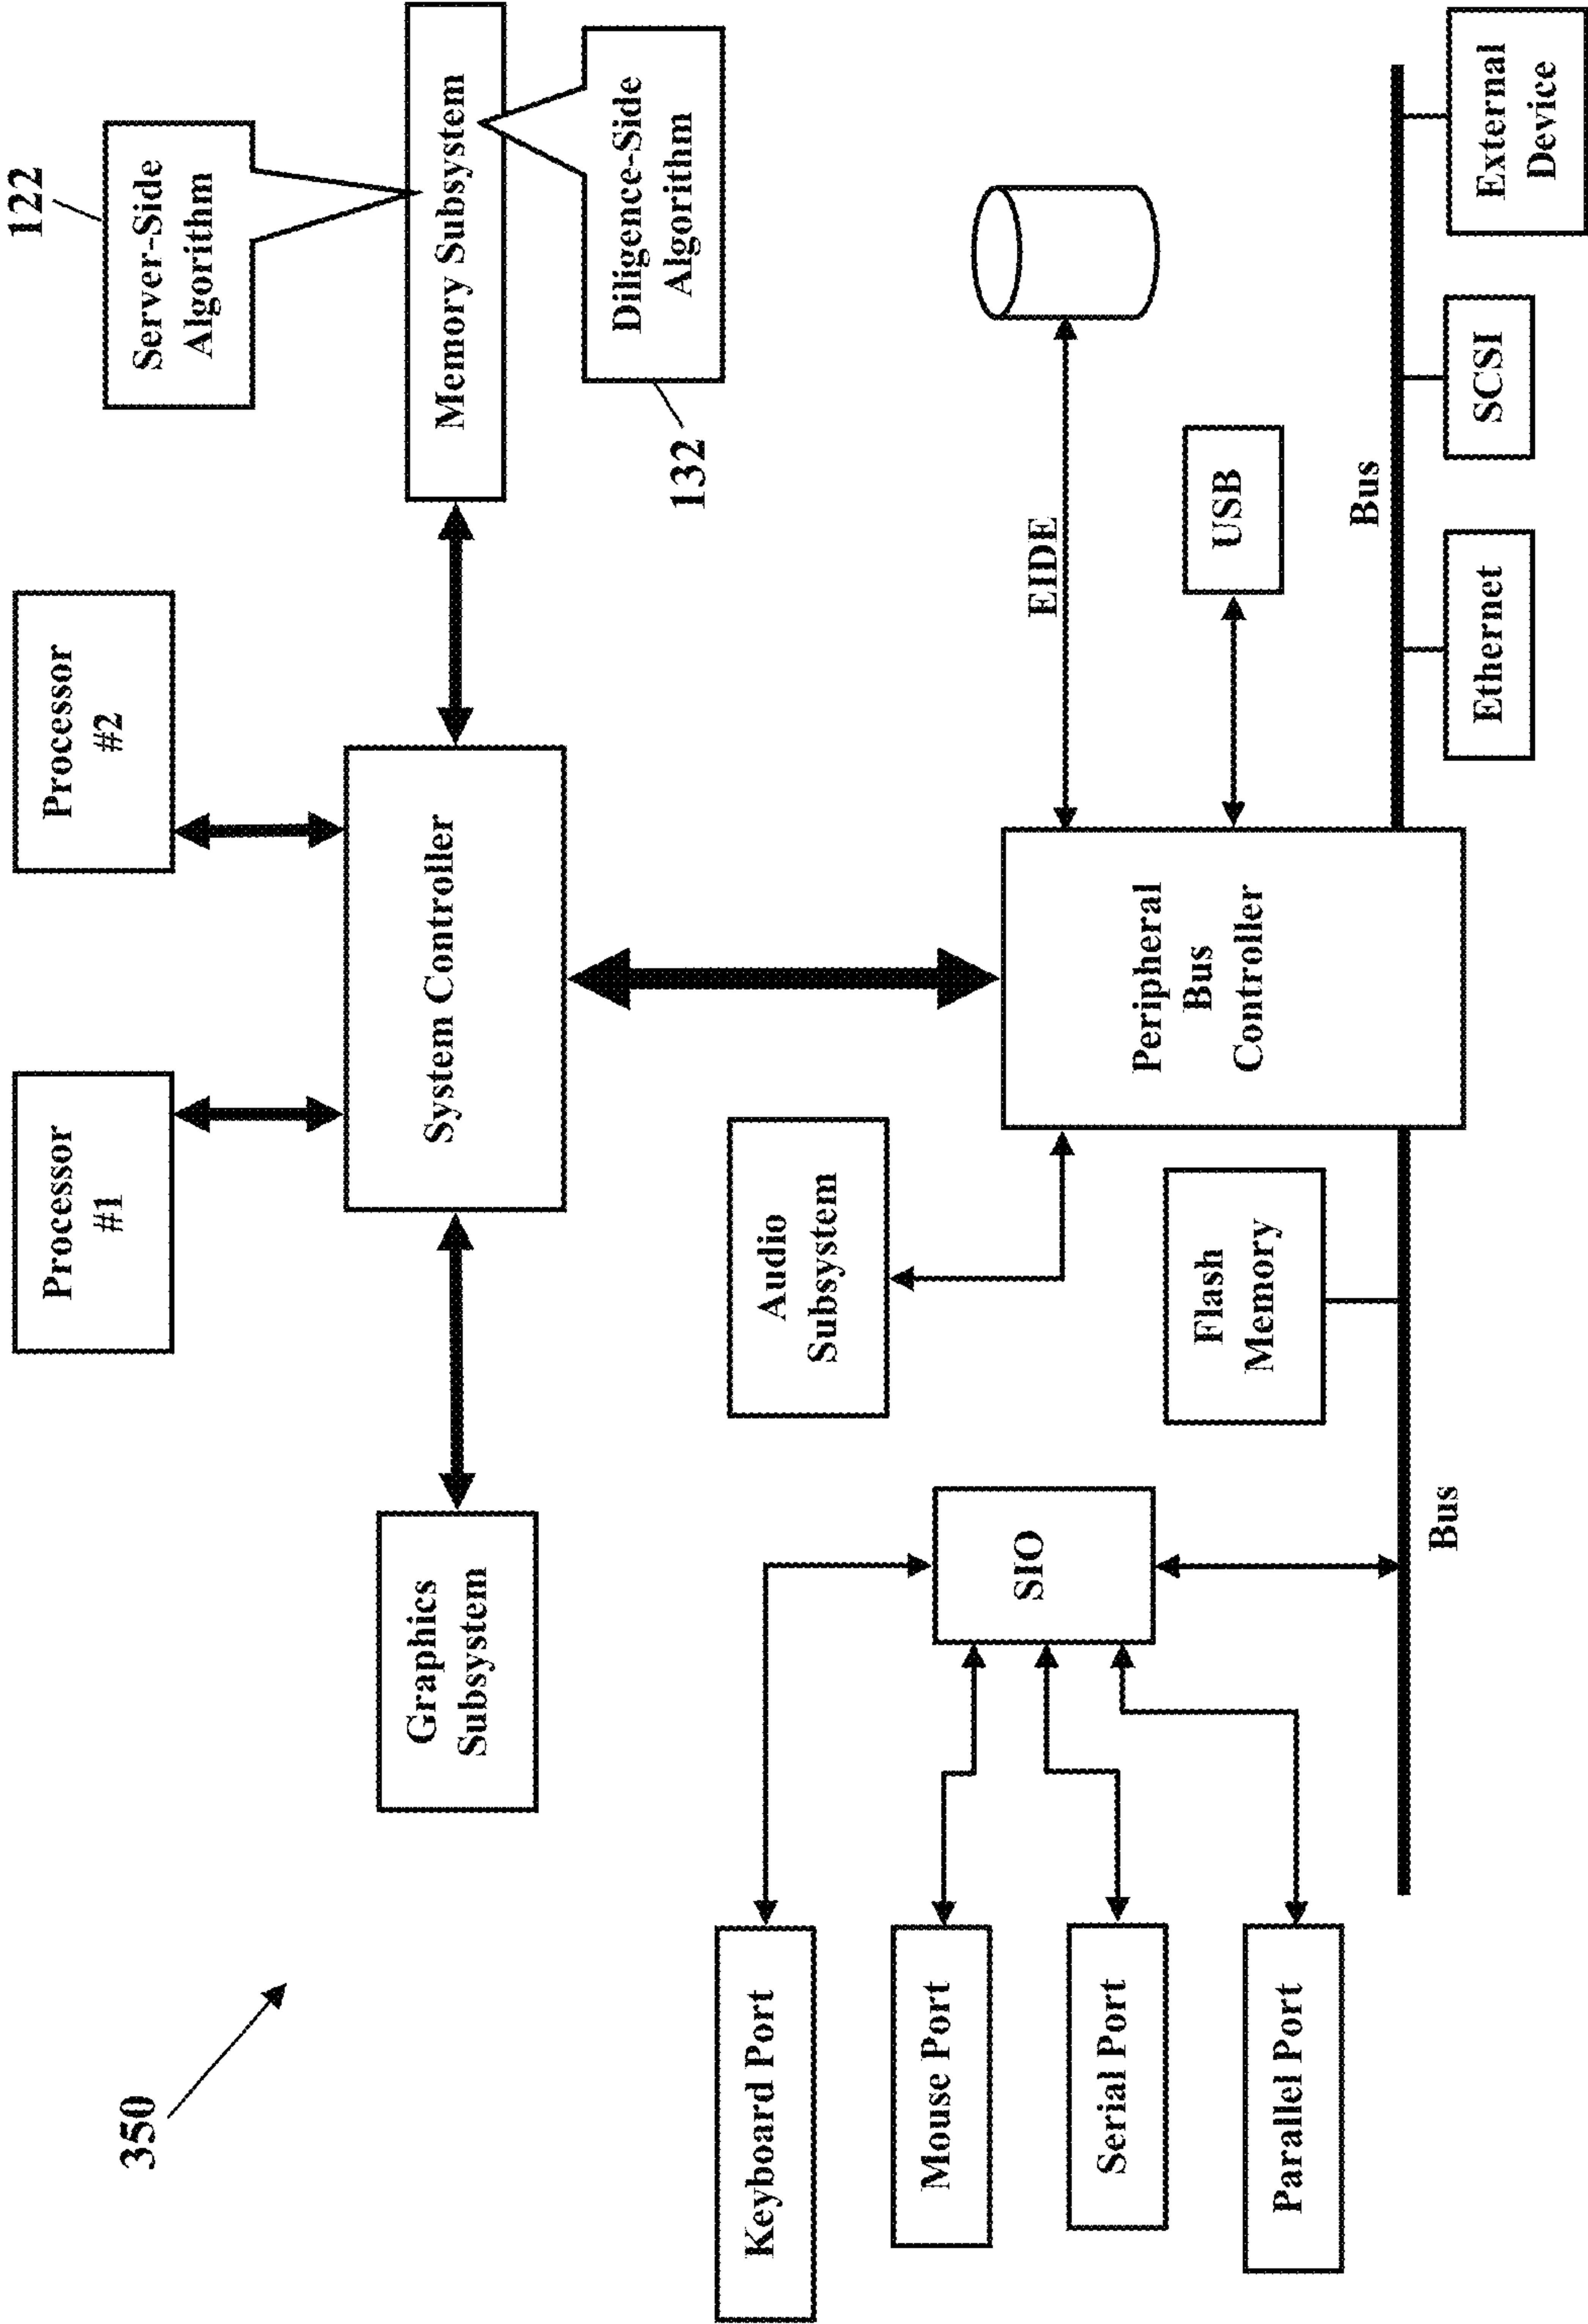 350
122
Processor
#1
Processor
#2
Server-Side
Algorithm
Graphics
Subsystem
System Controller
Memory Subsystem
Diligence-Side
Algorithm
132
Keyboard Port
Mouse Port
Serial Port
Parallel Port
SIO
Audio
Subsystem
Flash
Memory
Peripheral
Bus
Controller
EIDE
USB
Bus
Bus
Ethernet
SCSI
External
Device